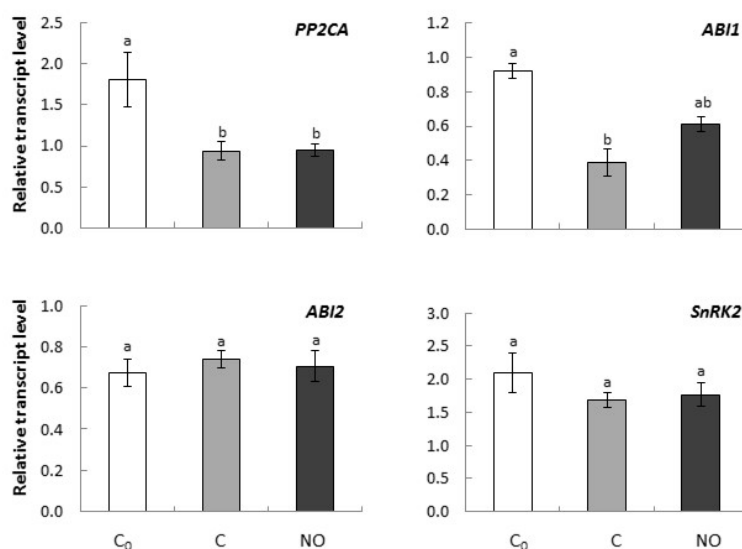 PP2CA
Relative transcript level
2.5
2.0
1.5
1.0
0.5
0.0
a
b
b
ABI1
1.2
1.0
0.8
0.6
0.4
0.2
0.0
a
b
ab
ABI2
Relative transcript level
1.0
0.8
0.6
0.4
0.2
0.0
a
a
a
C₀ C NO
SnRK2
3.0
2.5
2.0
1.5
1.0
0.5
0.0
a
a
a
C₀ C NO